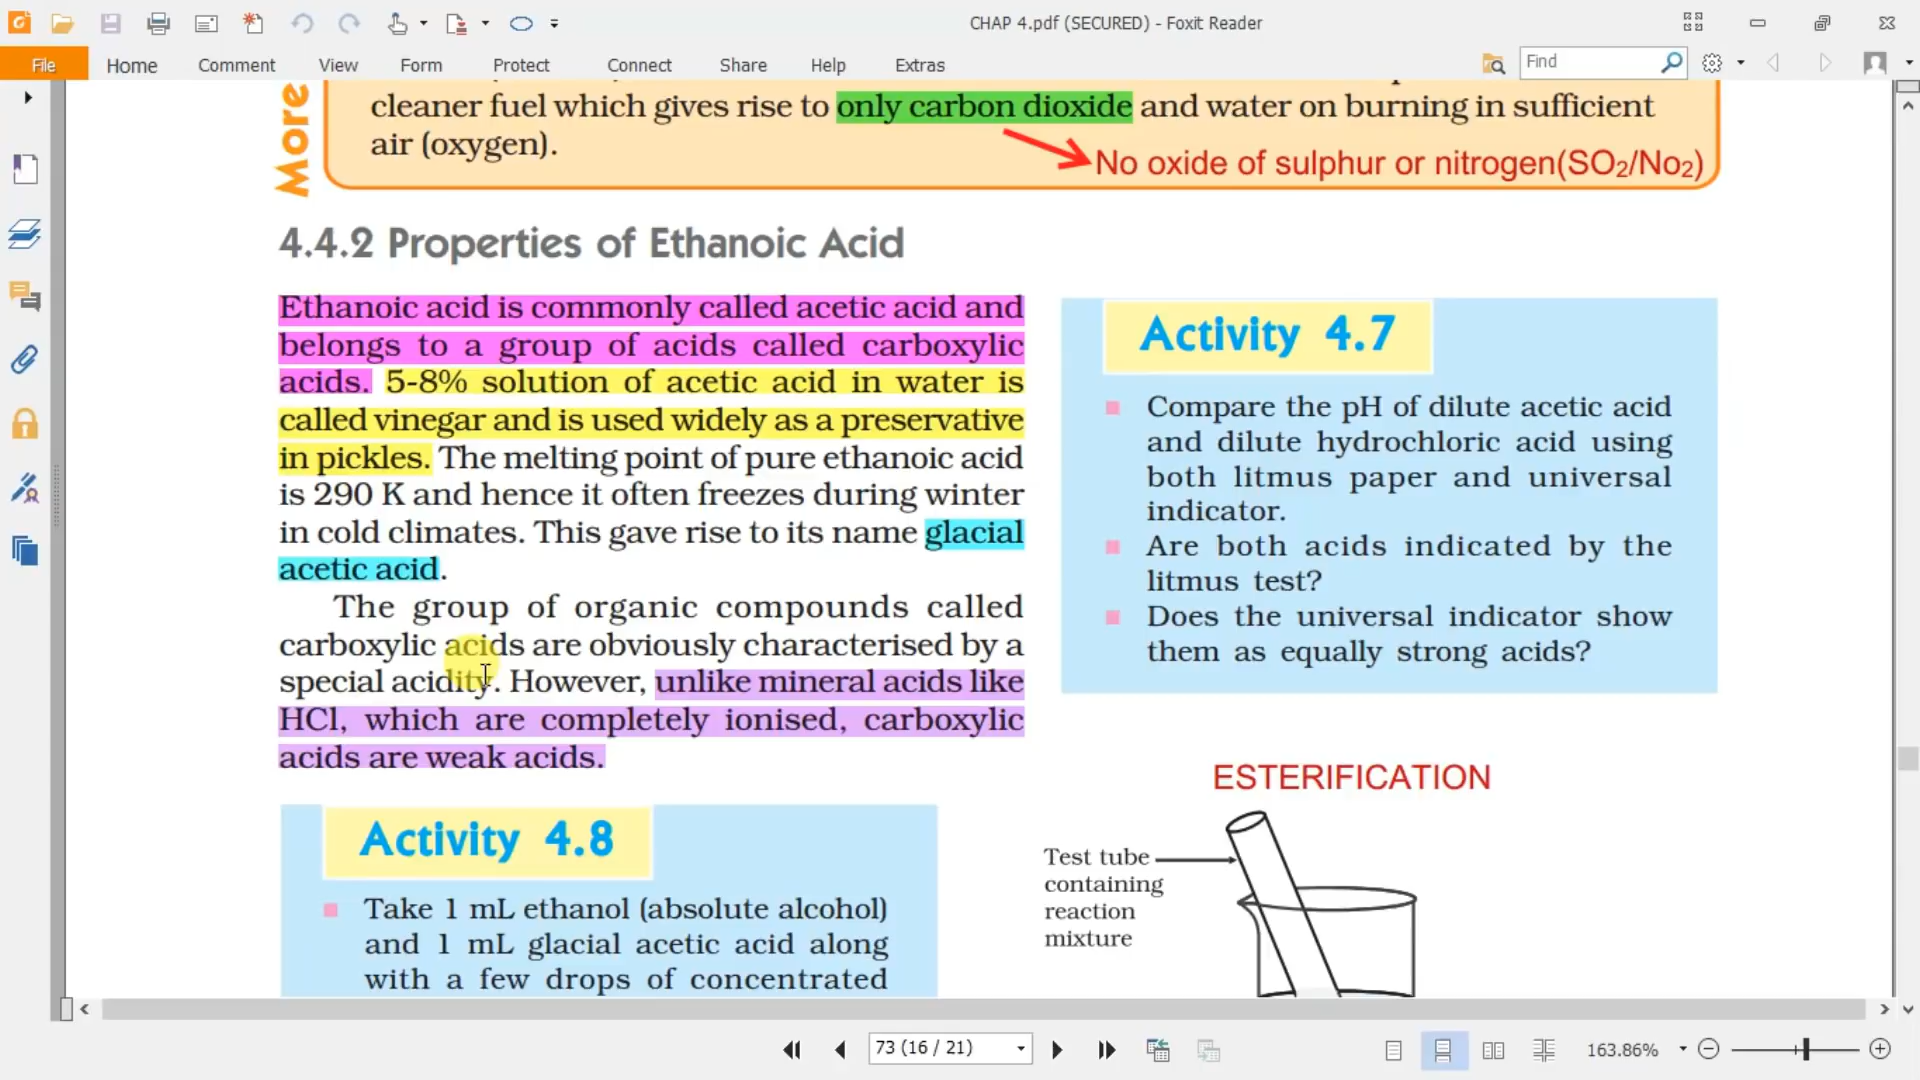 CHAP 4.pdf (SECURED) - Foxit Reader
File Home Comment View Form Protect Connect Share Help Extras
Find
More
cleaner fuel which gives rise to only carbon dioxide and water on burning in sufficient
air (oxygen).
No oxide of sulphur or nitrogen(SO₂/No₂)
4.4.2 Properties of Ethanoic Acid
Ethanoic acid is commonly called acetic acid and
belongs to a group of acids called carboxylic
acids. 5-8% solution of acetic acid in water is
called vinegar and is used widely as a preservative
in pickles. The melting point of pure ethanoic acid
is 290 K and hence it often freezes during winter
in cold climates. This gave rise to its name glacial
acetic acid.
The group of organic compounds called
carboxylic acids are obviously characterised by a
special acidity. However, unlike mineral acids like
HCl, which are completely ionised, carboxylic
acids are weak acids.
Activity 4.7
Compare the pH of dilute acetic acid
and dilute hydrochloric acid using
both litmus paper and universal
indicator.
Are both acids indicated by the
litmus test?
Does the universal indicator show
them as equally strong acids?
Activity 4.8
Take 1 mL ethanol (absolute alcohol)
and 1 mL glacial acetic acid along
with a few drops of concentrated
ESTERIFICATION
Test tube
containing
reaction
mixture
73 (16 / 21)
163.86%